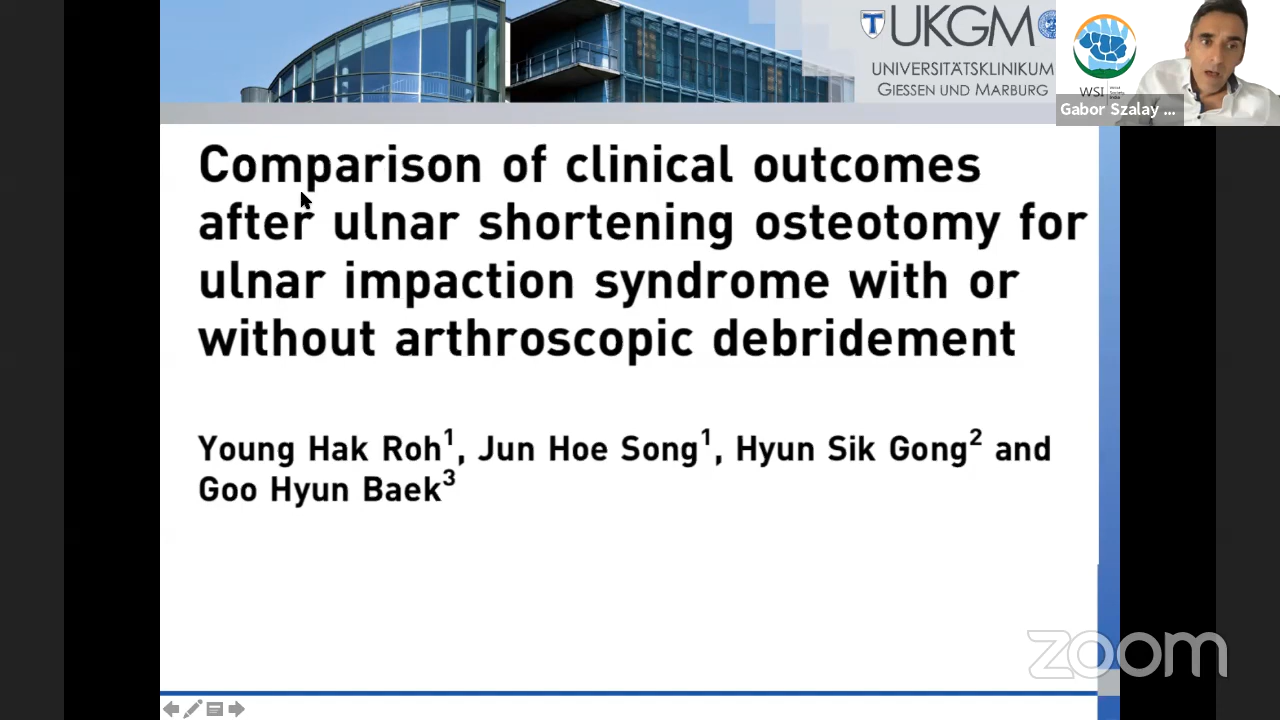 UKGM
UNIVERSITÄTSKLINIKUM
GIESSEN UND MARBURG
WSI
Gabor Szalay ...
Comparison of clinical outcomes
after ulnar shortening osteotomy for
ulnar impaction syndrome with or
without arthroscopic debridement
Young Hak Roh¹, Jun Hoe Song¹, Hyun Sik Gong² and
Goo Hyun Baek³
zoom